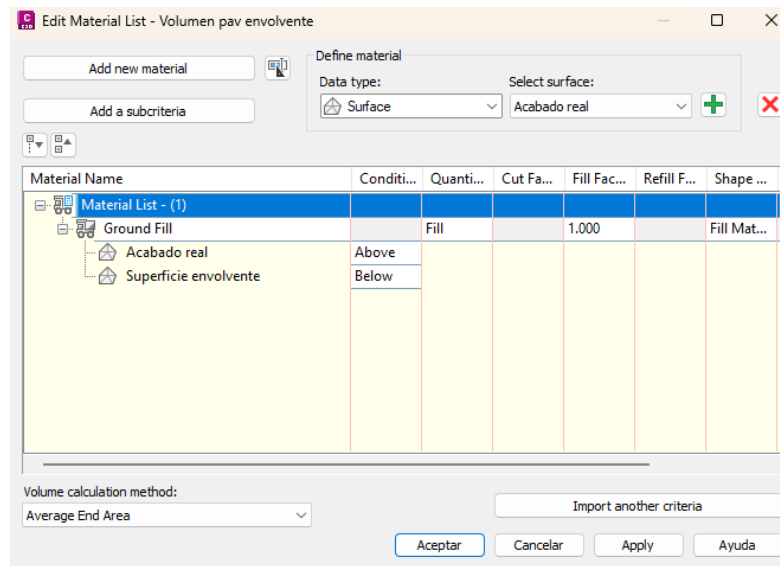 Edit Material List - Volumen pav envolvente
Define material
Add new material
Data type: Select surface:
Surface Acabado real
Add a subcriteria
Material Name Conditi... Quanti... Cut Fa... Fill Fac... Refill F... Shape ...
Material List - (1)
Ground Fill Fill 1.000 Fill Mat...
Acabado real Above
Superficie envolvente Below
Volume calculation method:
Average End Area
Import another criteria
Aceptar Cancelar Apply Ayuda